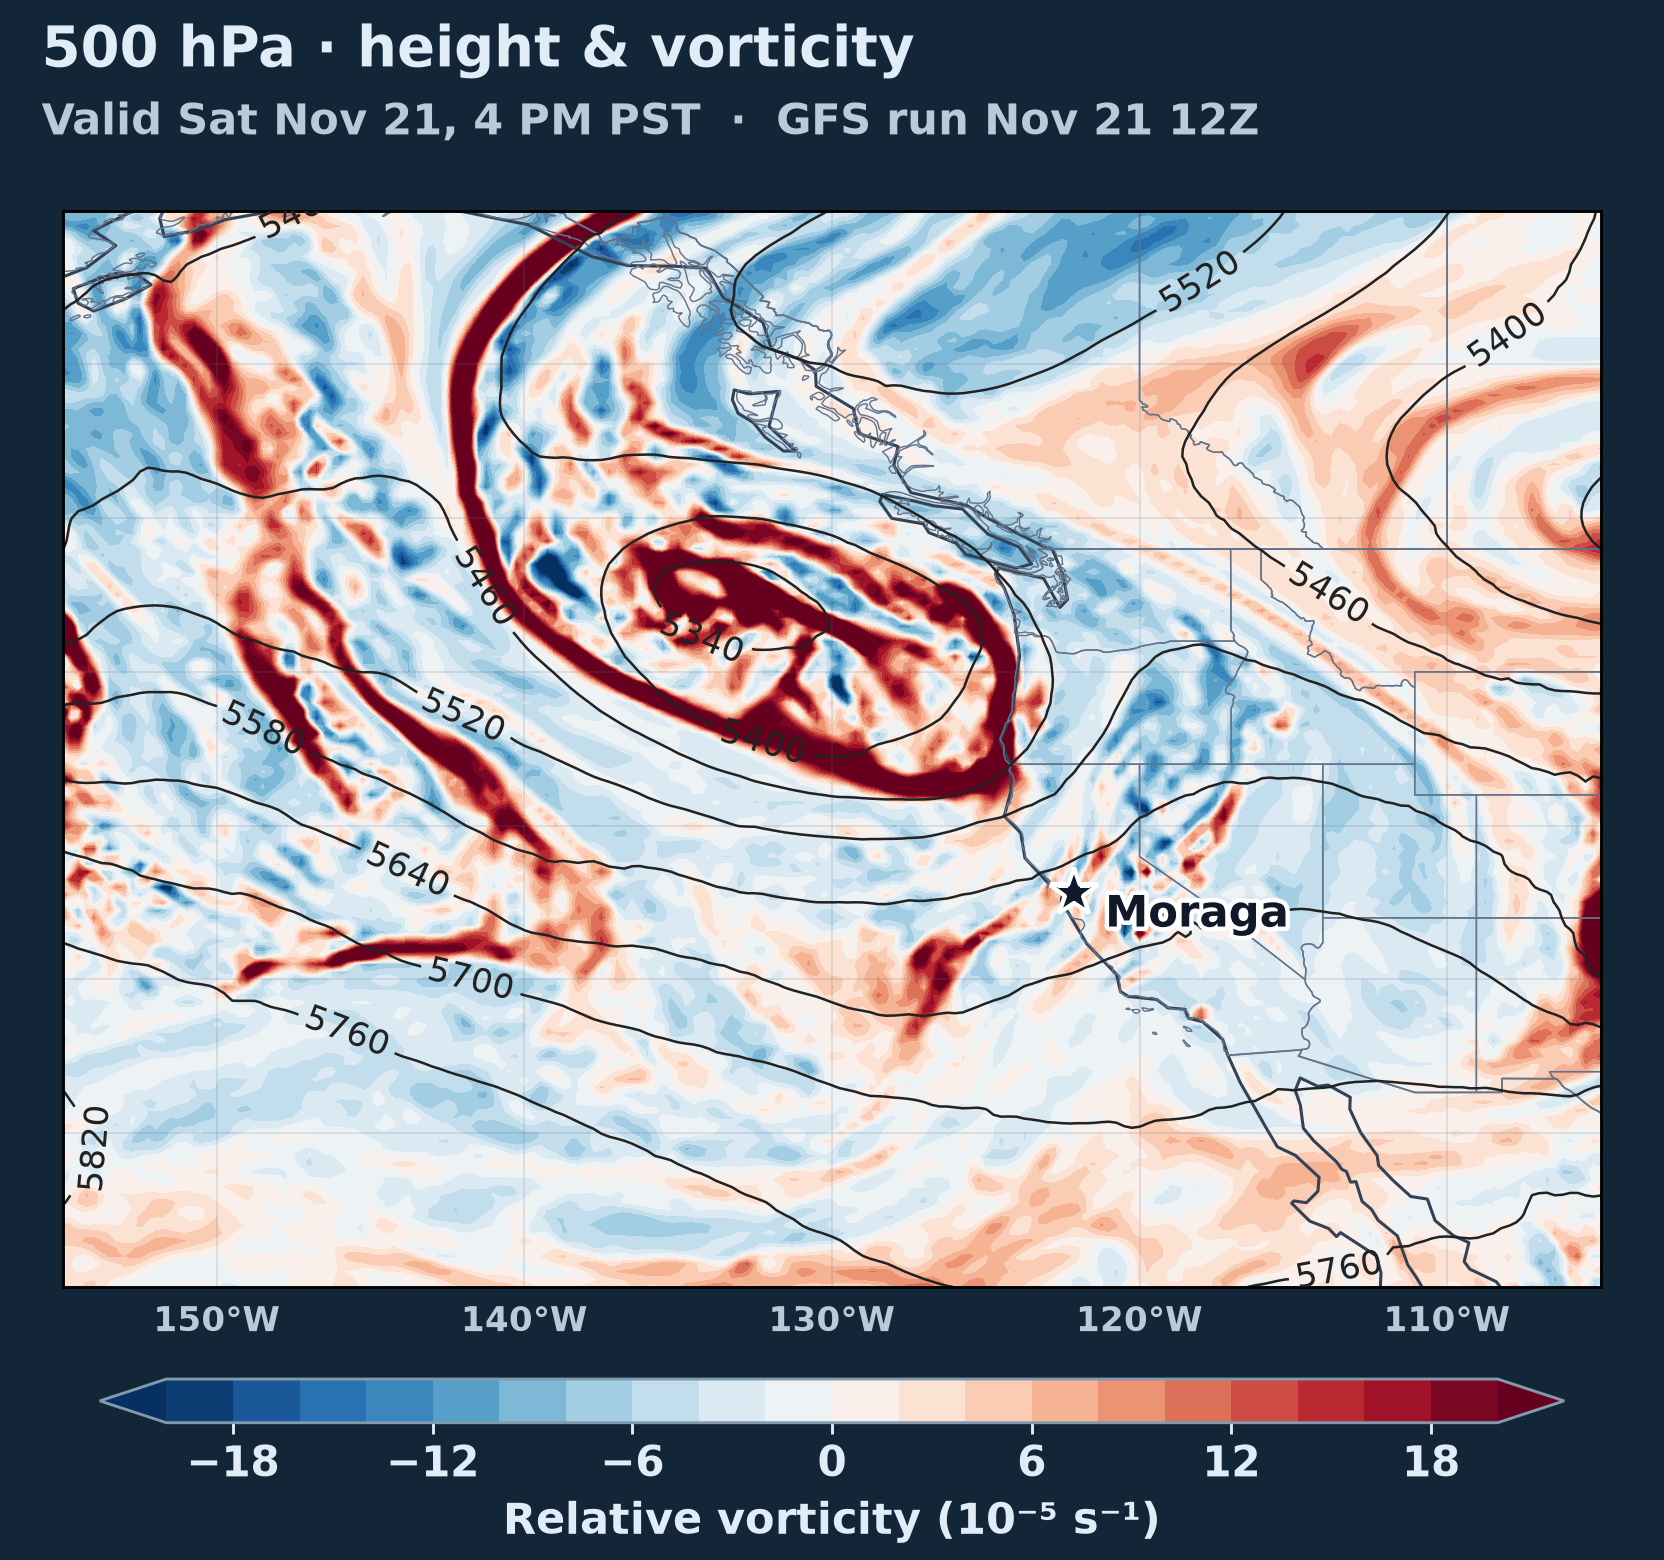 500 hPa · height & vorticity
Valid Sat Nov 21, 4 PM PST · GFS run Nov 21 12Z
5520
5400
5460
5460
5340
5520
5580
5400
5640
Moraga
5700
5760
5820
5760
150°W 140°W 130°W 120°W 110°W
−18 −12 −6 0 6 12 18
Relative vorticity (10⁻⁵ s⁻¹)